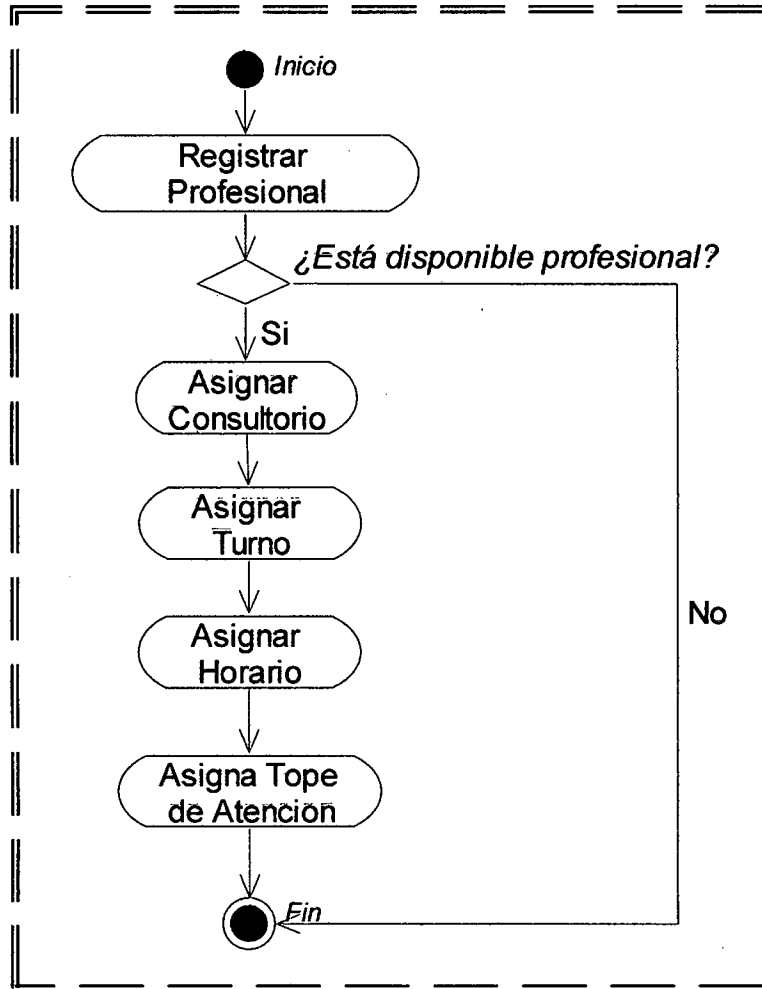 Inicio
Registrar
Profesional
¿Está disponible profesional?
Si
Asignar
Consultorio
Asignar
Turno
Asignar
Horario
No
Asigna Tope
de Atencion
Fin